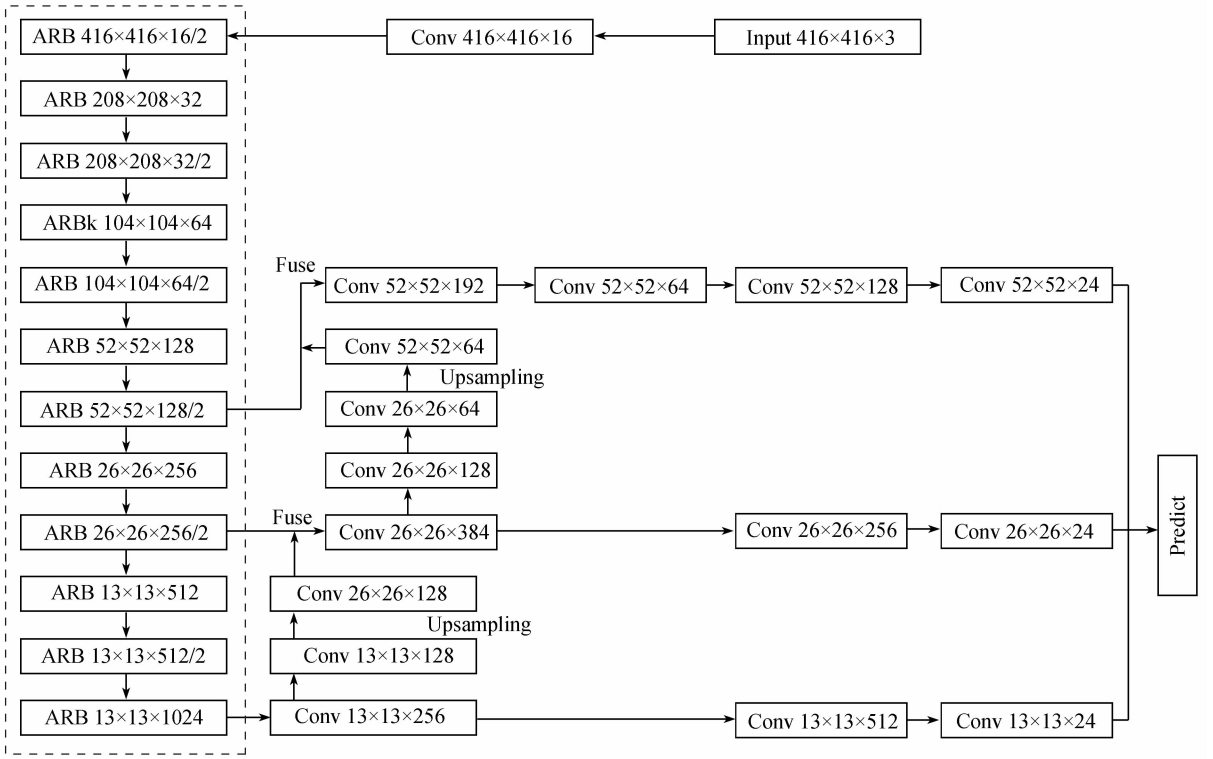 ARB 416×416×16/2
Conv 416×416×16
Input 416×416×3
ARB 208×208×32
ARB 208×208×32/2
ARBk 104×104×64
ARB 104×104×64/2
Fuse
Conv 52×52×192
Conv 52×52×64
Conv 52×52×128
Conv 52×52×24
ARB 52×52×128
Conv 52×52×64
Upsampling
ARB 52×52×128/2
Conv 26×26×64
ARB 26×26×256
Conv 26×26×128
ARB 26×26×256/2
Fuse
Conv 26×26×384
Conv 26×26×256
Conv 26×26×24
Predict
ARB 13×13×512
Conv 26×26×128
Upsampling
ARB 13×13×512/2
Conv 13×13×128
ARB 13×13×1024
Conv 13×13×256
Conv 13×13×512
Conv 13×13×24